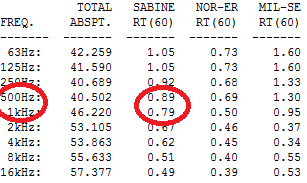 TOTAL SABINE NOR-ER MIL-SE
FREQ. ABSPT. RT(60) RT(60) RT(60)
63Hz: 42.259 1.05 0.73 1.60
125Hz: 41.590 1.05 0.73 1.60
250Hz: 40.689 0.92 0.68 1.33
500Hz: 40.502 0.89 0.69 1.30
1kHz: 46.220 0.79 0.50 0.95
2kHz: 53.105 0.67 0.46 0.37
4kHz: 53.863 0.62 0.45 0.34
8kHz: 55.633 0.51 0.40 0.55
16kHz: 57.377 0.49 0.39 0.53